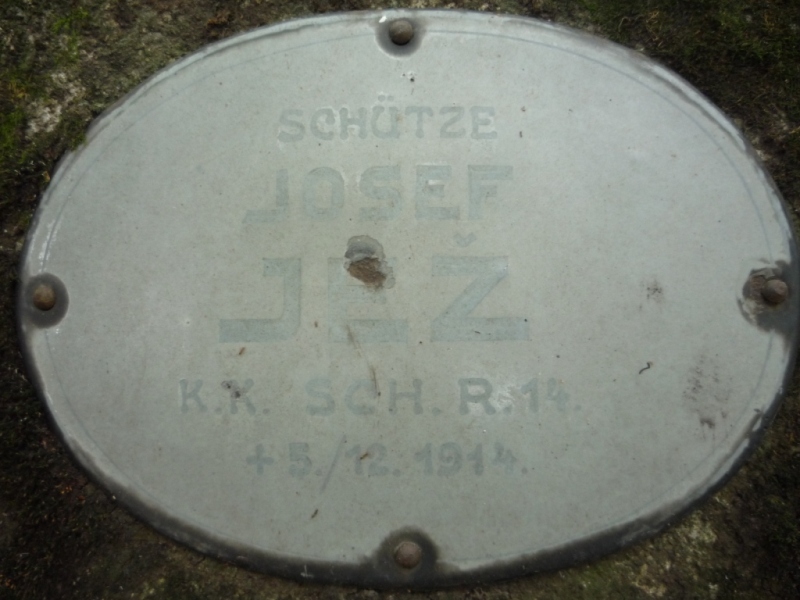 SCHÜTZE
JOSEF
JEŽ
K.K. SCH. R. 14.
+ 5./12. 1914.